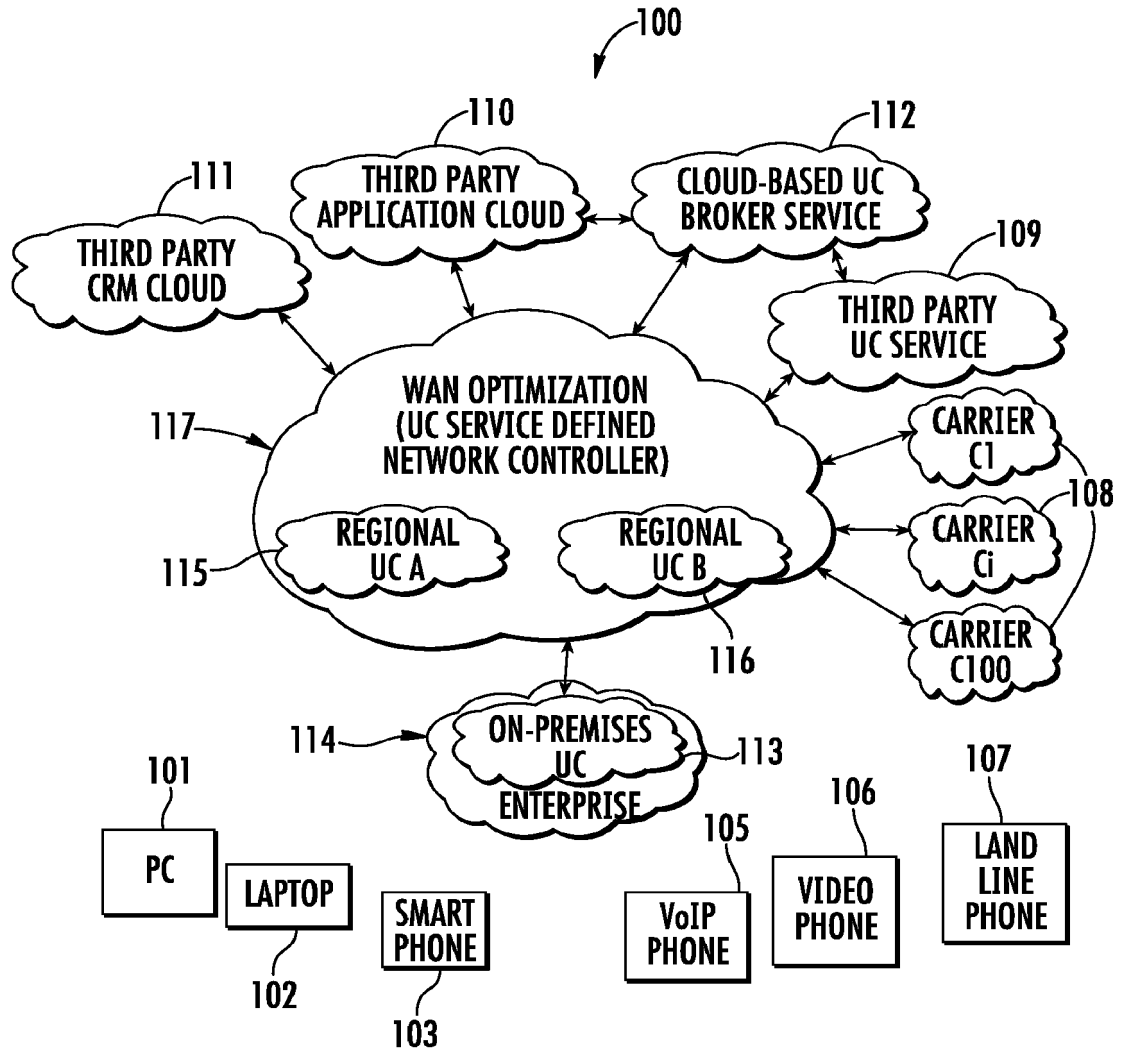 100
110
112
111
THIRD PARTY
APPLICATION CLOUD
CLOUD-BASED UC
BROKER SERVICE
109
THIRD PARTY
CRM CLOUD
THIRD PARTY
UC SERVICE
WAN OPTIMIZATION
(UC SERVICE DEFINED
NETWORK CONTROLLER)
117
CARRIER
C1
108
CARRIER
Ci
CARRIER
C100
REGIONAL
UC A
115
REGIONAL
UC B
116
114
ON-PREMISES
UC
113
ENTERPRISE
101
PC
LAPTOP
102
SMART
PHONE
103
105
VoIP
PHONE
106
VIDEO
PHONE
107
LAND
LINE
PHONE